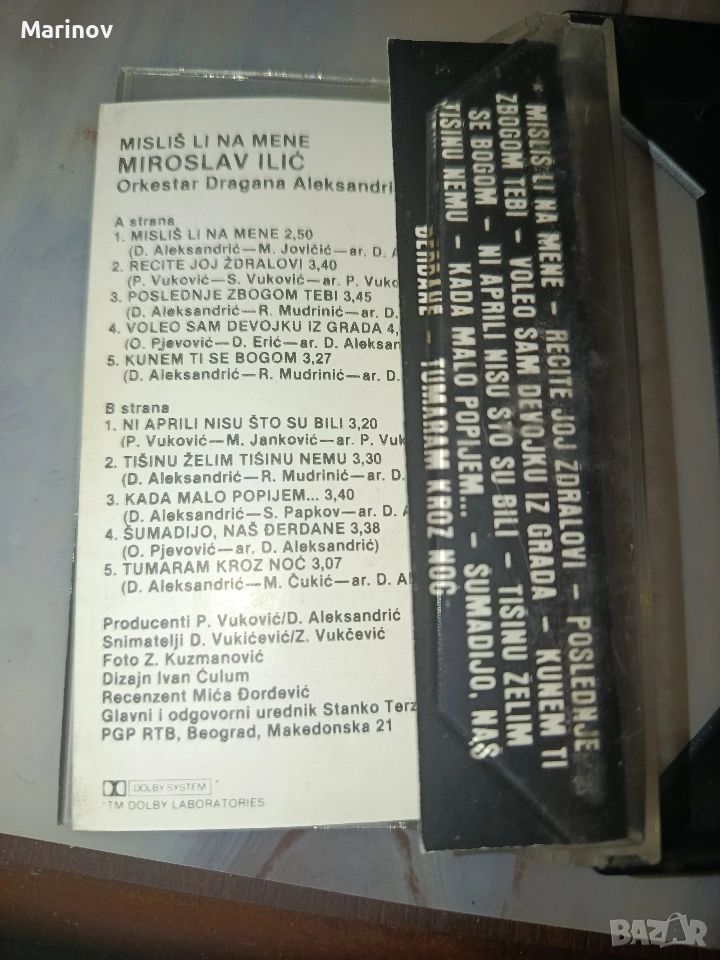 Marinov
MISLIŠ LI NA MENE
MIROSLAV ILIĆ
Orkestar Dragana
A strana
1. MISLIŠ LI NA MENE 2,50
(D. Aleksandrić—M. Jovičić—ar. D.
2. RECITE JOJ ŽDRALOVI 3,40
(P. Vuković—S. Vuković—ar. P.
3. POSLEDNJE ZBOGOM TEBI 3,45
(D. Aleksandrić—R. Mudrinić—ar. D.
4. VOLEO SAM DEVOJKU IZ GRADA
(O. Pjevović—D. Erić—ar. D.
5. KUNEM TI SE BOGOM 3,27
(D. Aleksandrić—R. Mudrinić—ar. D.
B strana
1. NI APRILI NISU ŠTO SU BILI 3,20
(P. Vuković—M. Janković—ar. P.
2. TIŠINU ŽELIM TIŠINU NEMU 3,30
(D. Aleksandrić—R. Mudrinić—ar. D.
3. KADA MALO POPIJEM... 3,40
(D. Aleksandrić—S. Papkov—ar. D.
4. ŠUMADIJO, NAŠ ĐERDANE 3,38
(O. Pjevović—ar. D. Aleksandrić)
5. TUMARAM KROZ NOĆ 3,07
(D. Aleksandrić—M. Čukić—ar. D.
Producenti P. Vuković/D. Aleksandrić
Snimatelji D. Vukićević/Z. Vukčević
Foto Z. Kuzmanović
Dizajn Ivan Ćulum
Recenzent Mića Đorđević
Glavni i odgovorni urednik Stanko
PGP RTB, Beograd, Makedonska 21
DOLBY SYSTEM *
*TM DOLBY LABORATORIES
* MISLIŠ LI NA MENE – RECITE JOJ ŽDRALOVI – POSLEDNJE
ZBOGOM TEBI – VOLEO SAM DEVOJKU IZ GRADA – KUNEM TI
SE BOGOM – NI APRILI NISU ŠTO SU BILI – TIŠINU ŽELIM
TIŠINU NEMU – KADA MALO POPIJEM... – ŠUMADIJO, NAŠ
ĐERDANE – TUMARAM KROZ NOĆ
BAZAR